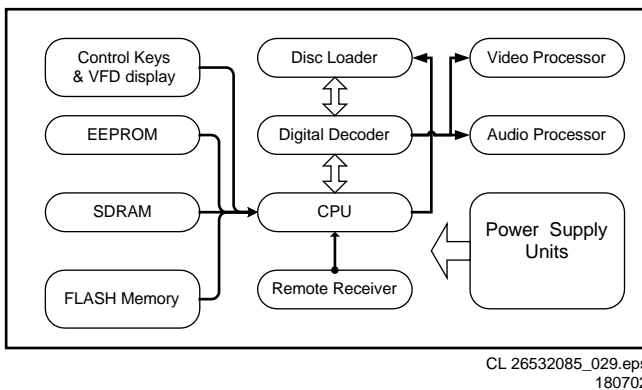 Control Keys
& VFD display
Disc Loader
Video Processor
EEPROM
Digital Decoder
Audio Processor
SDRAM
CPU
Power Supply
Units
FLASH Memory
Remote Receiver
CL 26532085_029.eps
180702